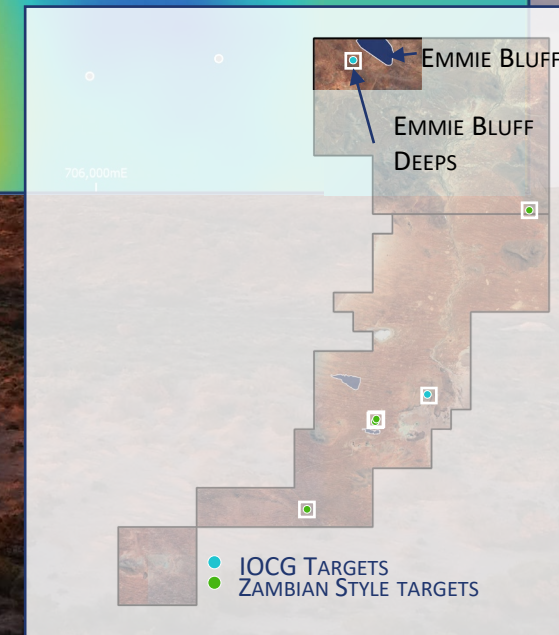 EMMIE BLUFF
EMMIE BLUFF
DEEPS
706,000mE
IOCG TARGETS
ZAMBIAN STYLE TARGETS